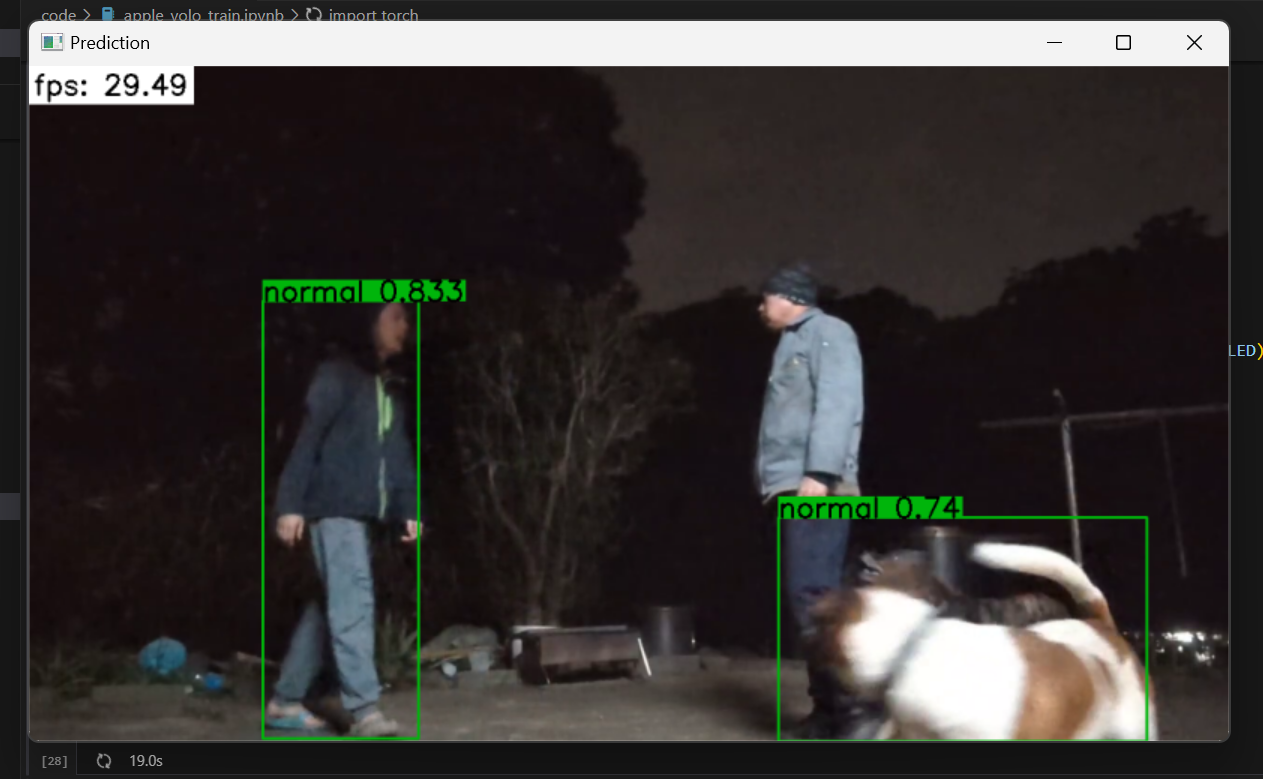 code > apple_yolo_train.ipynb > import torch
Prediction
fps: 29.49
normal 0.833
LED)
normal 0.74
[28] 19.0s